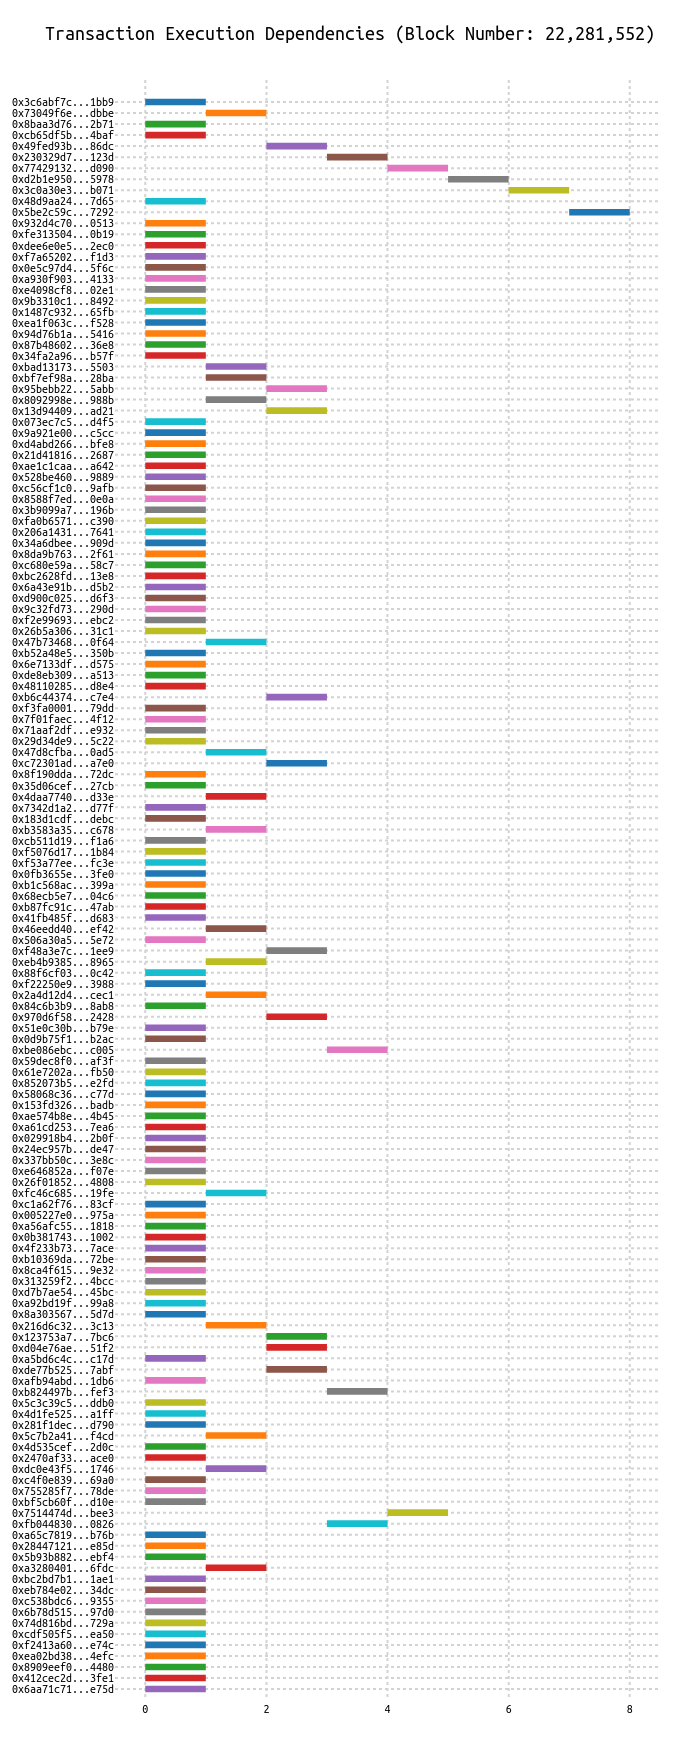 Transaction Execution Dependencies (Block Number: 22,281,552)
0x3c6abf7c...1bb9
0x73049f6e...dbbe
0x8baa3d76...2b71
0xcb65df5b...4baf
0x49fed93b...86dc
0x230329d7...123d
0x77429132...d090
0xd2b1e950...5978
0x3c0a30e3...b071
0x48d9aa24...7d65
0x5be2c59c...7292
0x932d4c70...0513
0xfe313504...0b19
0xdee6e0e5...2ec0
0xf7a65202...f1d3
0x0e5c97d4...5f6c
0xa930f903...4133
0xe4098cf8...02e1
0x9b3310c1...8492
0x1487c932...65fb
0xea1f063c...f528
0x94d76b1a...5416
0x87b48602...36e8
0x34fa2a96...b57f
0xbad13173...5503
0xbf7ef98a...28ba
0x95bebb22...5abb
0x8092998e...988b
0x13d94409...ad21
0x073ec7c5...d4f5
0x9a921e00...c5cc
0xd4abd266...bfe8
0x21d41816...2687
0xae1c1caa...a642
0x528be460...9889
0xc56cf1c0...9afb
0x8588f7ed...0e0a
0x3b9099a7...196b
0xfa0b6571...c390
0x206a1431...7641
0x34a6dbee...909d
0x8da9b763...2f61
0xc680e59a...58c7
0xbc2628fd...13e8
0x6a43e91b...d5b2
0xd900c025...d6f3
0x9c32fd73...290d
0xf2e99693...ebc2
0x26b5a306...31c1
0x47b73468...0f64
0xb52a48e5...350b
0x6e7133df...d575
0xde8eb309...a513
0x48110285...d8e4
0xb6c44374...c7e4
0xf3fa0001...79dd
0x7f01faec...4f12
0x71aaf2df...e932
0x29d34de9...5c22
0x47d8cfba...0ad5
0xc72301ad...a7e0
0x8f190dda...72dc
0x35d06cef...27cb
0x4daa7740...d33e
0x7342d1a2...d77f
0x183d1cdf...debc
0xb3583a35...c678
0xcb511d19...f1a6
0xf5076d17...1b84
0xf53a77ee...fc3e
0x0fb3655e...3fe0
0xb1c568ac...399a
0x68ecb5e7...04c6
0xb87fc91c...47ab
0x41fb485f...d683
0x46eedd40...ef42
0x506a30a5...5e72
0xf48a3e7c...1ee9
0xeb4b9385...8965
0x88f6cf03...0c42
0xf22250e9...3988
0x2a4d12d4...cec1
0x84c6b3b9...8ab8
0x970d6f58...2428
0x51e0c30b...b79e
0x0d9b75f1...b2ac
0xbe086ebc...c005
0x59dec8f0...af3f
0x61e7202a...fb50
0x852073b5...e2fd
0x58068c36...c77d
0x153fd326...badb
0xae574b8e...4b45
0xa61cd253...7ea6
0x029918b4...2b0f
0x24ec957b...de47
0x337bb50c...3e8c
0xe646852a...f07e
0x26f01852...4808
0xfc46c685...19fe
0xc1a62f76...83cf
0x005227e0...975a
0xa56afc55...1818
0x0b381743...1002
0x4f233b73...7ace
0xb10369da...72be
0x8ca4f615...9e32
0x313259f2...4bcc
0xd7b7ae54...45bc
0xa92bd19f...99a8
0x8a303567...5d7d
0x216d6c32...3c13
0x123753a7...7bc6
0xd04e76ae...51f2
0xa5bd6c4c...c17d
0xde77b525...7abf
0xafb94abd...1db6
0xb824497b...fef3
0x5c3c39c5...ddb0
0x4d1fe525...a1ff
0x281f1dec...d790
0x5c7b2a41...f4cd
0x4d535cef...2d0c
0x2470af33...ace0
0xdc0e43f5...1746
0xc4f0e839...69a0
0x755285f7...78de
0xbf5cb60f...d10e
0x7514474d...bee3
0xfb044830...0826
0xa65c7819...b76b
0x28447121...e85d
0x5b93b882...ebf4
0xa3280401...6fdc
0xbc2bd7b1...1ae1
0xeb784e02...34dc
0xc538bdc6...9355
0x6b78d515...97d0
0x74d816bd...729a
0xcdf505f5...ea50
0xf2413a60...e74c
0xea02bd38...4efc
0x8909eef0...4480
0x412cec2d...3fe1
0x6aa71c71...e75d
0 2 4 6 8